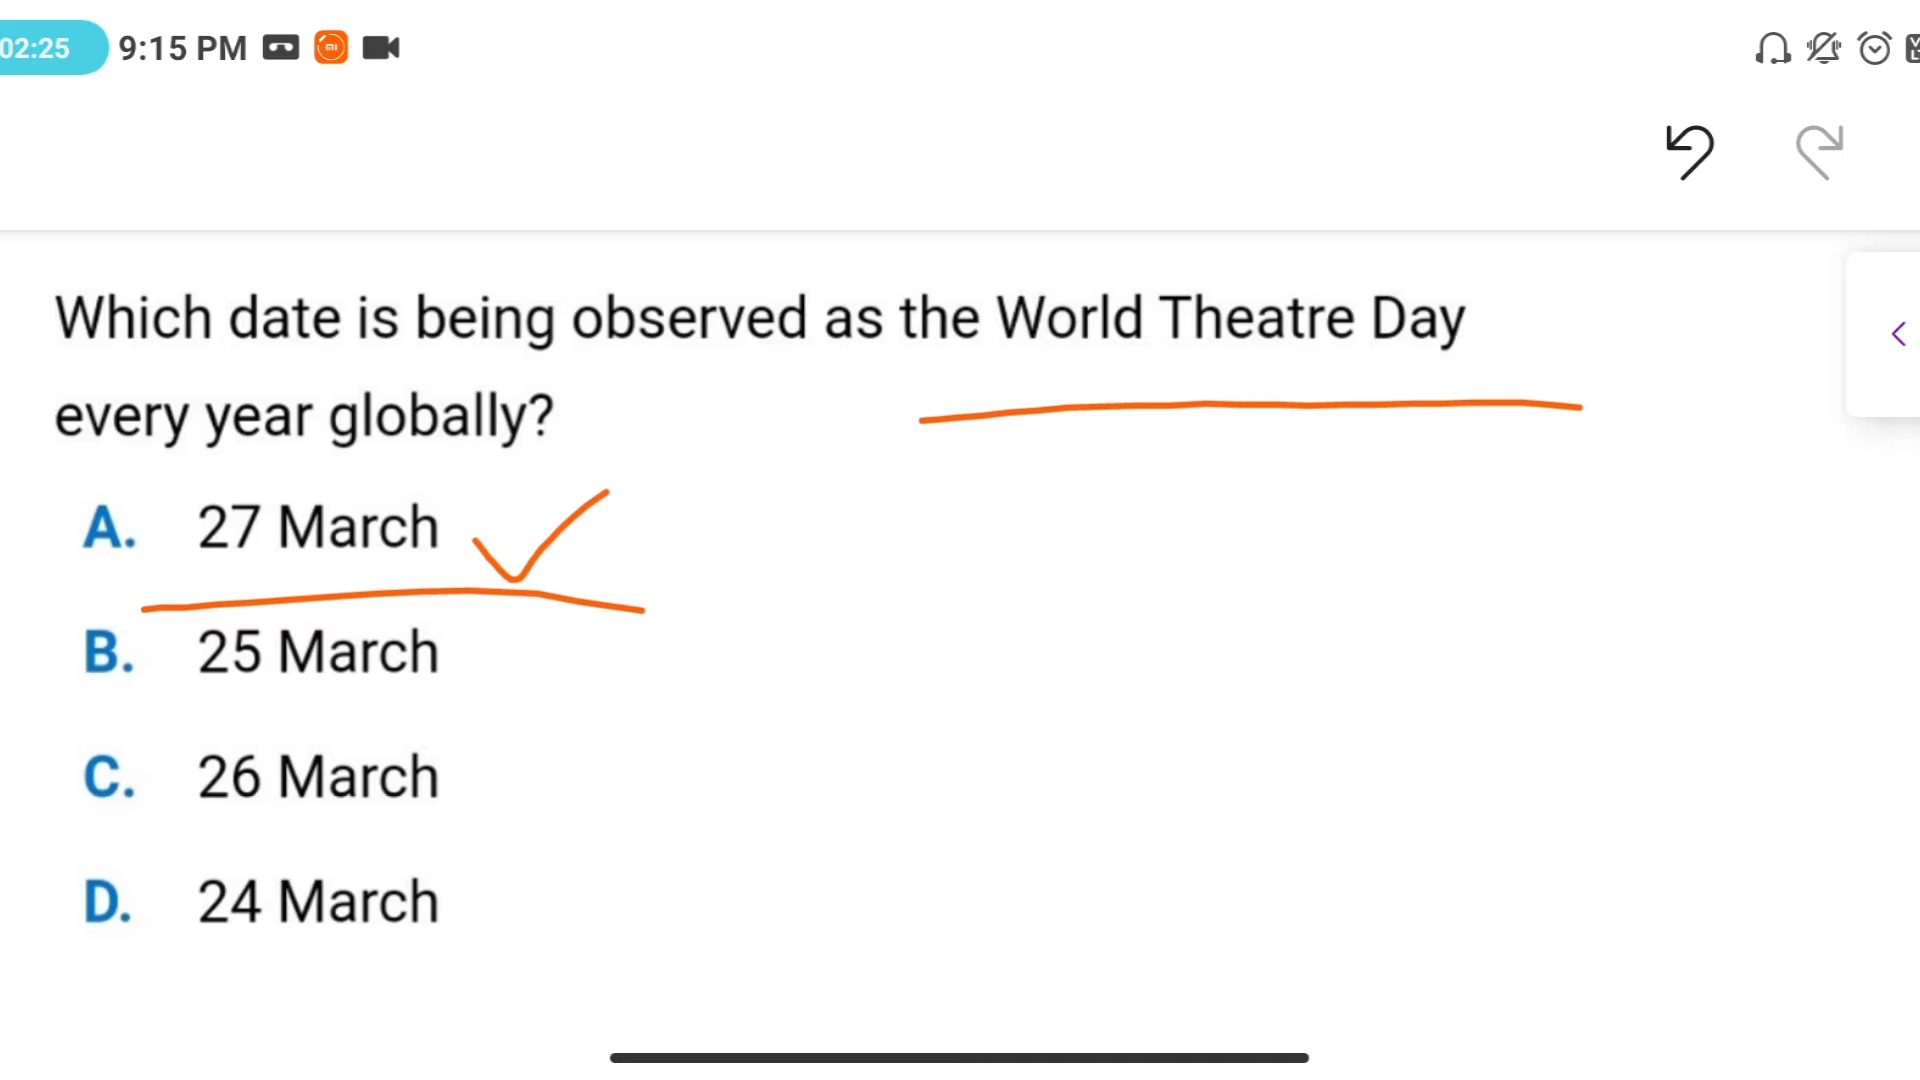 02:25 9:15 PM
Which date is being observed as the World Theatre Day
every year globally?
A. 27 March
B. 25 March
C. 26 March
D. 24 March